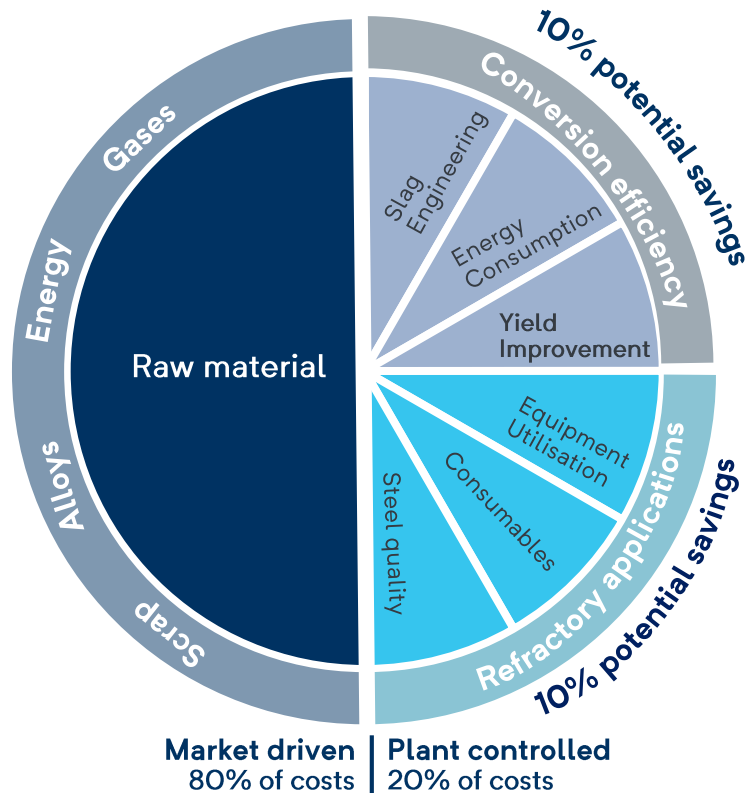 10% potential savings
Conversion efficiency
Gases
Energy
Alloys
Scrap
Raw material
Slag
Engineering
Energy
Consumption
Yield
Improvement
Equipment
Utilisation
Consumables
Steel quality
Refractory applications
10% potential savings
Market driven
80% of costs
Plant controlled
20% of costs